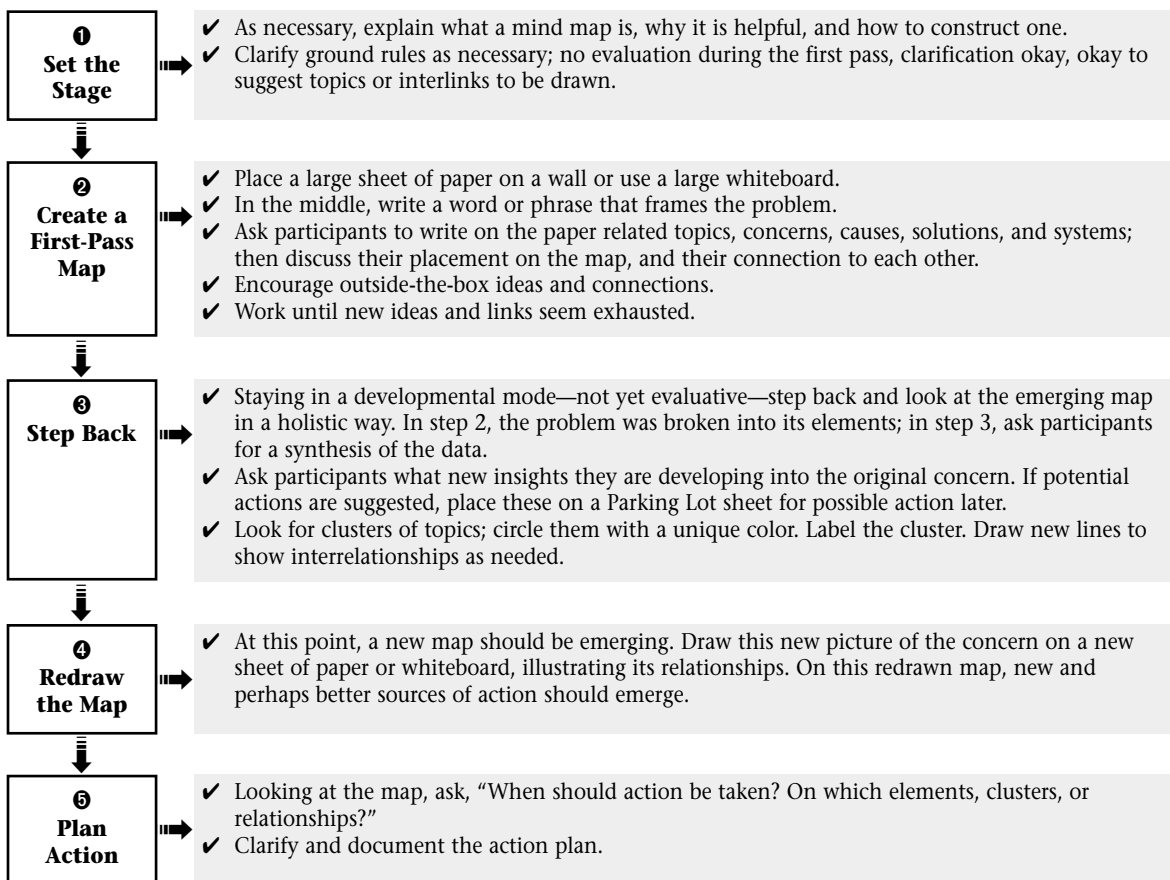 ❶
Set the
Stage
✔ As necessary, explain what a mind map is, why it is helpful, and how to construct one.
✔ Clarify ground rules as necessary; no evaluation during the first pass, clarification okay, okay to
suggest topics or interlinks to be drawn.
❷
Create a
First-Pass
Map
✔ Place a large sheet of paper on a wall or use a large whiteboard.
✔ In the middle, write a word or phrase that frames the problem.
✔ Ask participants to write on the paper related topics, concerns, causes, solutions, and systems;
then discuss their placement on the map, and their connection to each other.
✔ Encourage outside-the-box ideas and connections.
✔ Work until new ideas and links seem exhausted.
❸
Step Back
✔ Staying in a developmental mode—not yet evaluative—step back and look at the emerging map
in a holistic way. In step 2, the problem was broken into its elements; in step 3, ask participants
for a synthesis of the data.
✔ Ask participants what new insights they are developing into the original concern. If potential
actions are suggested, place these on a Parking Lot sheet for possible action later.
✔ Look for clusters of topics; circle them with a unique color. Label the cluster. Draw new lines to
show interrelationships as needed.
❹
Redraw
the Map
✔ At this point, a new map should be emerging. Draw this new picture of the concern on a new
sheet of paper or whiteboard, illustrating its relationships. On this redrawn map, new and
perhaps better sources of action should emerge.
❺
Plan
Action
✔ Looking at the map, ask, “When should action be taken? On which elements, clusters, or
relationships?”
✔ Clarify and document the action plan.